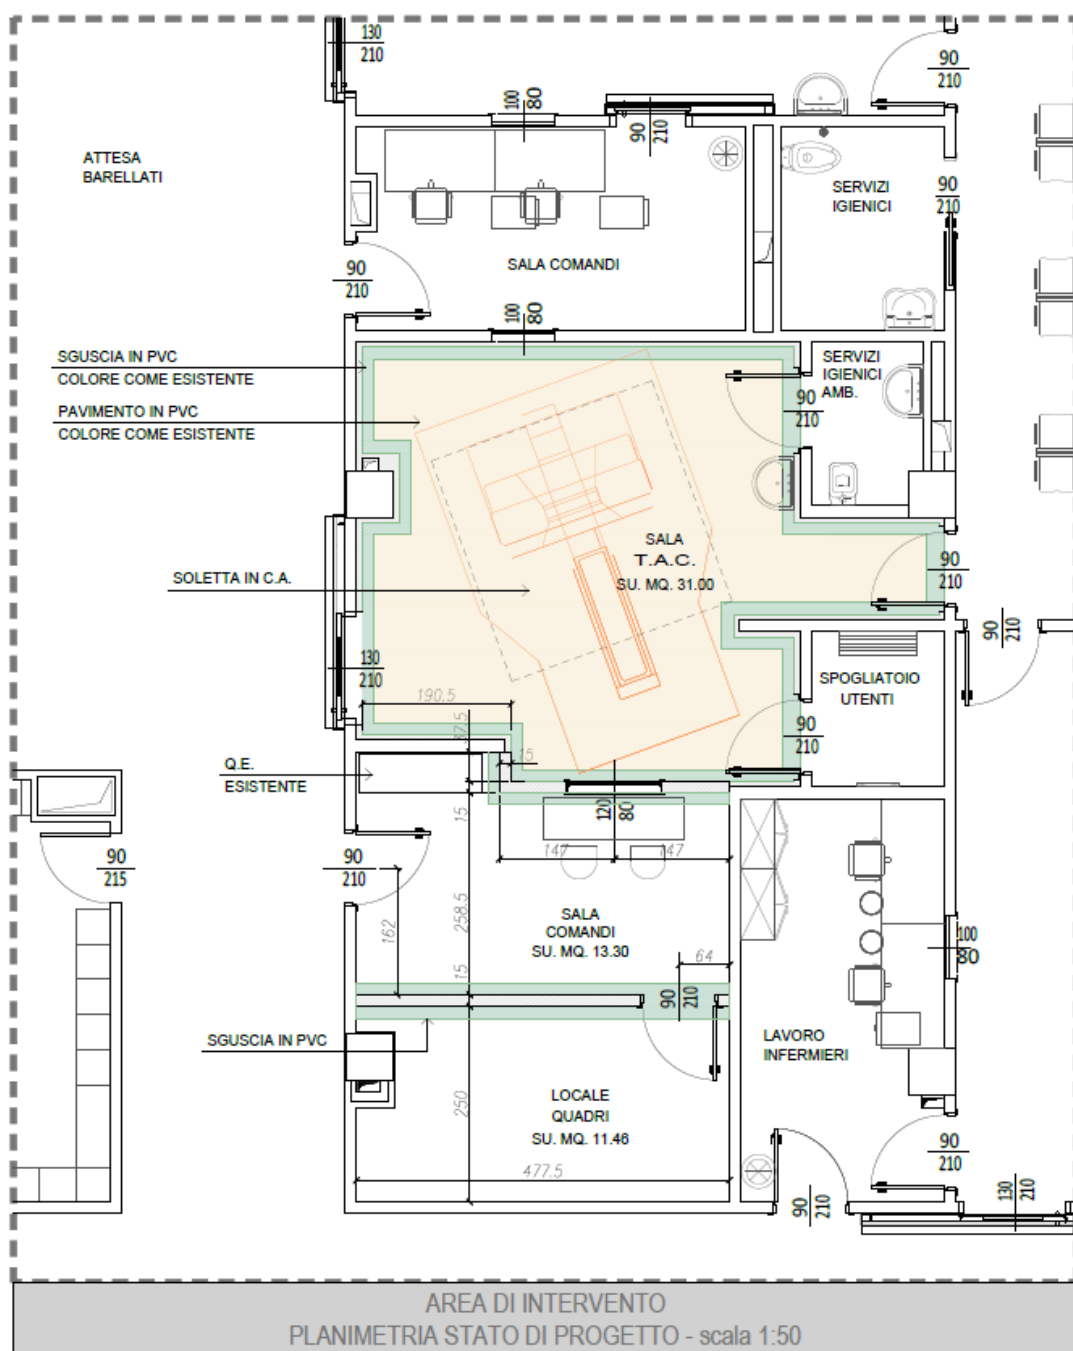 130
210
90
210
100
80
90
210
ATTESA
BARELLATI
SERVIZI
IGIENICI
90
210
SALA COMANDI
90
210
100
80
SGUSCIA IN PVC
COLORE COME ESISTENTE
SERVIZI
IGIENICI
AMB.
PAVIMENTO IN PVC
COLORE COME ESISTENTE
90
210
SALA
T.A.C.
SU. MQ. 31.00
90
210
SOLETTA IN C.A.
90
210
130
210
SPOGLIATOIO
UTENTI
190.5
37.5
90
210
15
Q.E.
ESISTENTE
15
120
80
147
147
90
215
90
210
258.5
162
SALA
COMANDI
SU. MQ. 13.30
100
80
64
15
90
210
SGUSCIA IN PVC
LAVORO
INFERMIERI
250
LOCALE
QUADRI
SU. MQ. 11.46
477.5
90
210
90
210
130
210
AREA DI INTERVENTO
PLANIMETRIA STATO DI PROGETTO - scala 1:50